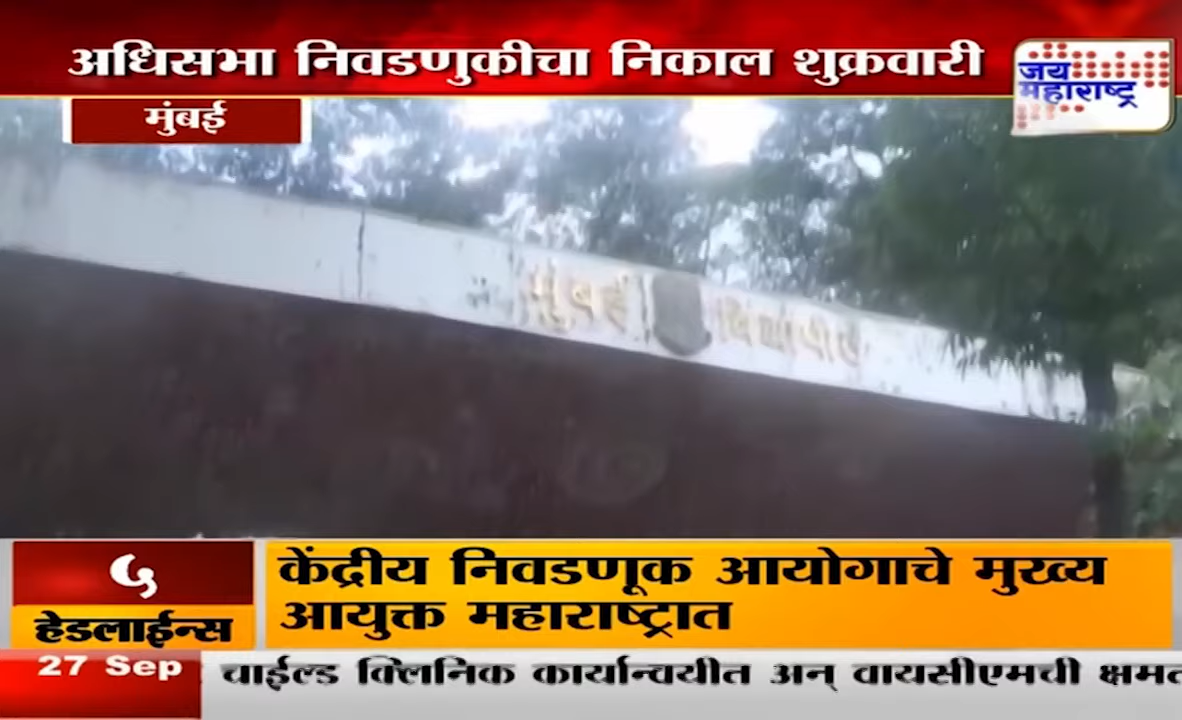 अधिसभा निवडणुकीचा निकाल शुक्रवारी
जय
महाराष्ट्र
मुंबई
मुंबई विद्यापीठ
५
हेडलाईन्स
केंद्रीय निवडणूक आयोगाचे मुख्य
आयुक्त महाराष्ट्रात
27 Sep
चाईल्ड क्लिनिक कार्यान्वयीत अन् वायसीएमची क्षमत